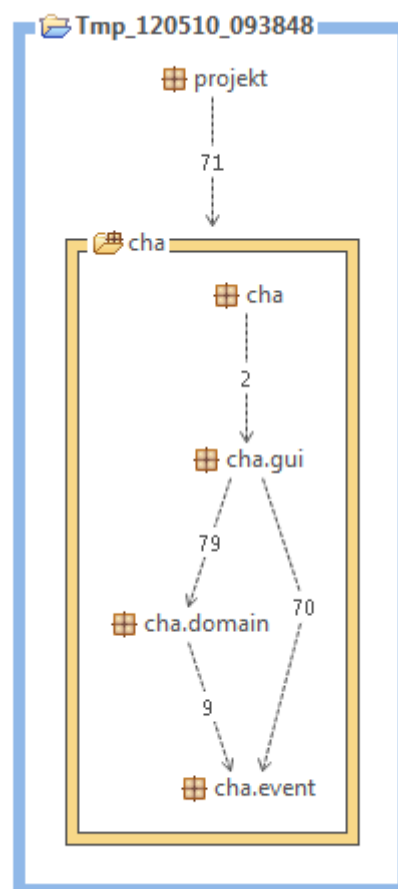 Tmp_120510_093848
projekt
71
cha
cha
2
cha.gui
79
70
cha.domain
9
cha.event